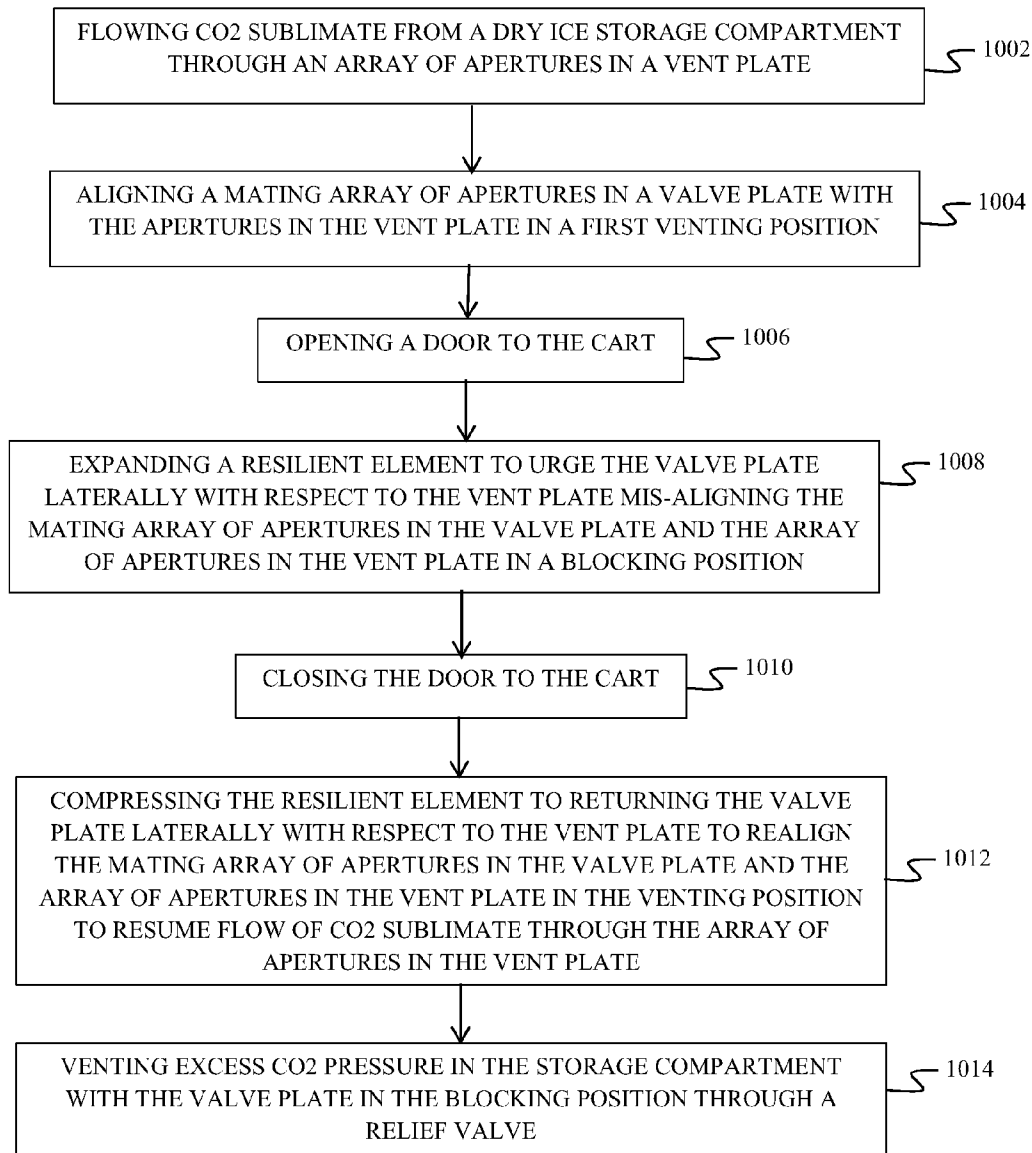 FLOWING CO2 SUBLIMATE FROM A DRY ICE STORAGE COMPARTMENT
THROUGH AN ARRAY OF APERTURES IN A VENT PLATE
1002
ALIGNING A MATING ARRAY OF APERTURES IN A VALVE PLATE WITH
THE APERTURES IN THE VENT PLATE IN A FIRST VENTING POSITION
1004
OPENING A DOOR TO THE CART
1006
EXPANDING A RESILIENT ELEMENT TO URGE THE VALVE PLATE
LATERALLY WITH RESPECT TO THE VENT PLATE MIS-ALIGNING THE
MATING ARRAY OF APERTURES IN THE VALVE PLATE AND THE ARRAY
OF APERTURES IN THE VENT PLATE IN A BLOCKING POSITION
1008
CLOSING THE DOOR TO THE CART
1010
COMPRESSING THE RESILIENT ELEMENT TO RETURNING THE VALVE
PLATE LATERALLY WITH RESPECT TO THE VENT PLATE TO REALIGN
THE MATING ARRAY OF APERTURES IN THE VALVE PLATE AND THE
ARRAY OF APERTURES IN THE VENT PLATE IN THE VENTING POSITION
TO RESUME FLOW OF CO2 SUBLIMATE THROUGH THE ARRAY OF
APERTURES IN THE VENT PLATE
1012
VENTING EXCESS CO2 PRESSURE IN THE STORAGE COMPARTMENT
WITH THE VALVE PLATE IN THE BLOCKING POSITION THROUGH A
RELIEF VALVE
1014